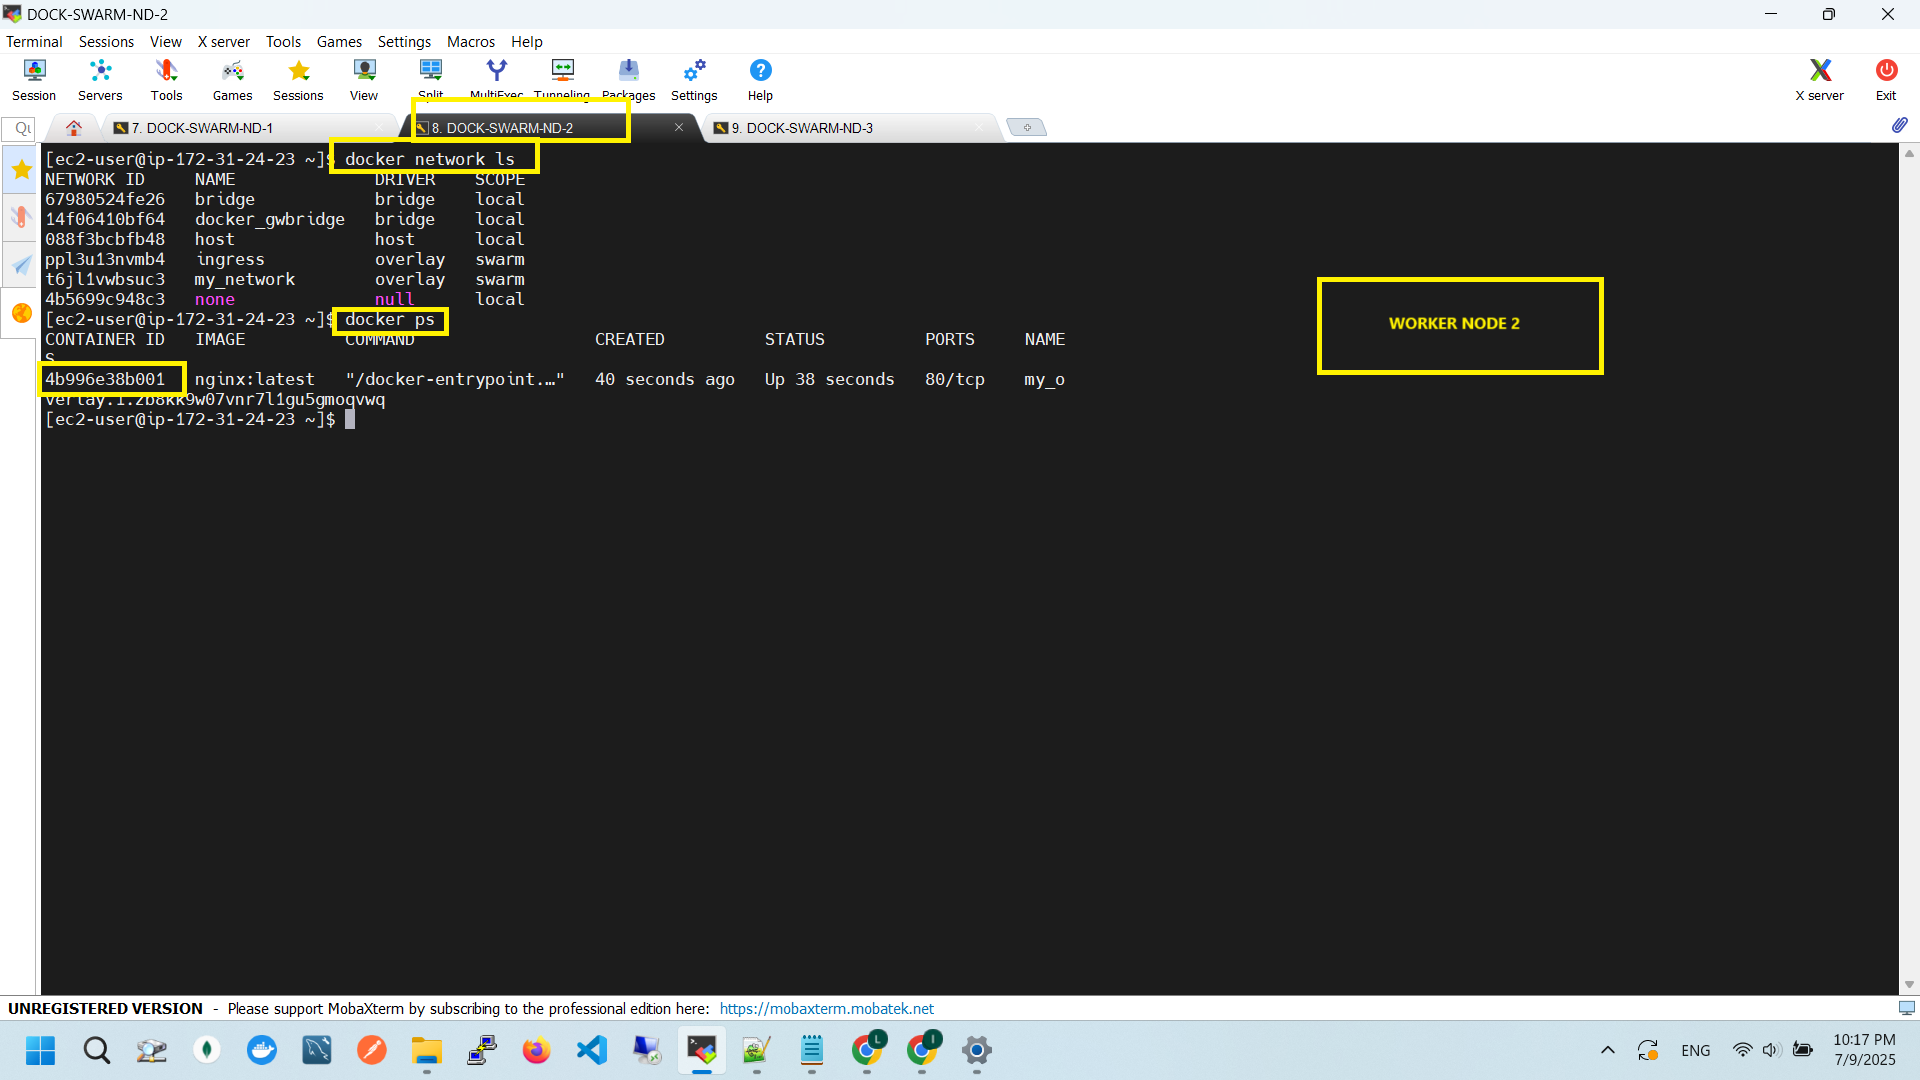 DOCK-SWARM-ND-2
Terminal Sessions View X server Tools Games Settings Macros Help
Session Servers Tools Games Sessions View Split MultiExec Tunneling Packages Settings Help X server Exit
7. DOCK-SWARM-ND-1 8. DOCK-SWARM-ND-2 9. DOCK-SWARM-ND-3
[ec2-user@ip-172-31-24-23 ~]$ docker network ls
NETWORK ID NAME DRIVER SCOPE
67980524fe26 bridge bridge local
14f06410bf64 docker_gwbridge bridge local
088f3bcbfb48 host host local
ppl3u13nvmb4 ingress overlay swarm
t6jl1vwbsuc3 my_network overlay swarm
4b5699c948c3 none null local
[ec2-user@ip-172-31-24-23 ~]$ docker ps
CONTAINER ID IMAGE COMMAND CREATED STATUS PORTS NAME
S
4b996e38b001 nginx:latest "/docker-entrypoint.…" 40 seconds ago Up 38 seconds 80/tcp my_o
verlay.1.zb8kk9w07vnr7l1gu5gmoqvwq
[ec2-user@ip-172-31-24-23 ~]$
WORKER NODE 2
UNREGISTERED VERSION - Please support MobaXterm by subscribing to the professional edition here: https://mobaxterm.mobatek.net
L
I
ENG
10:17 PM
7/9/2025